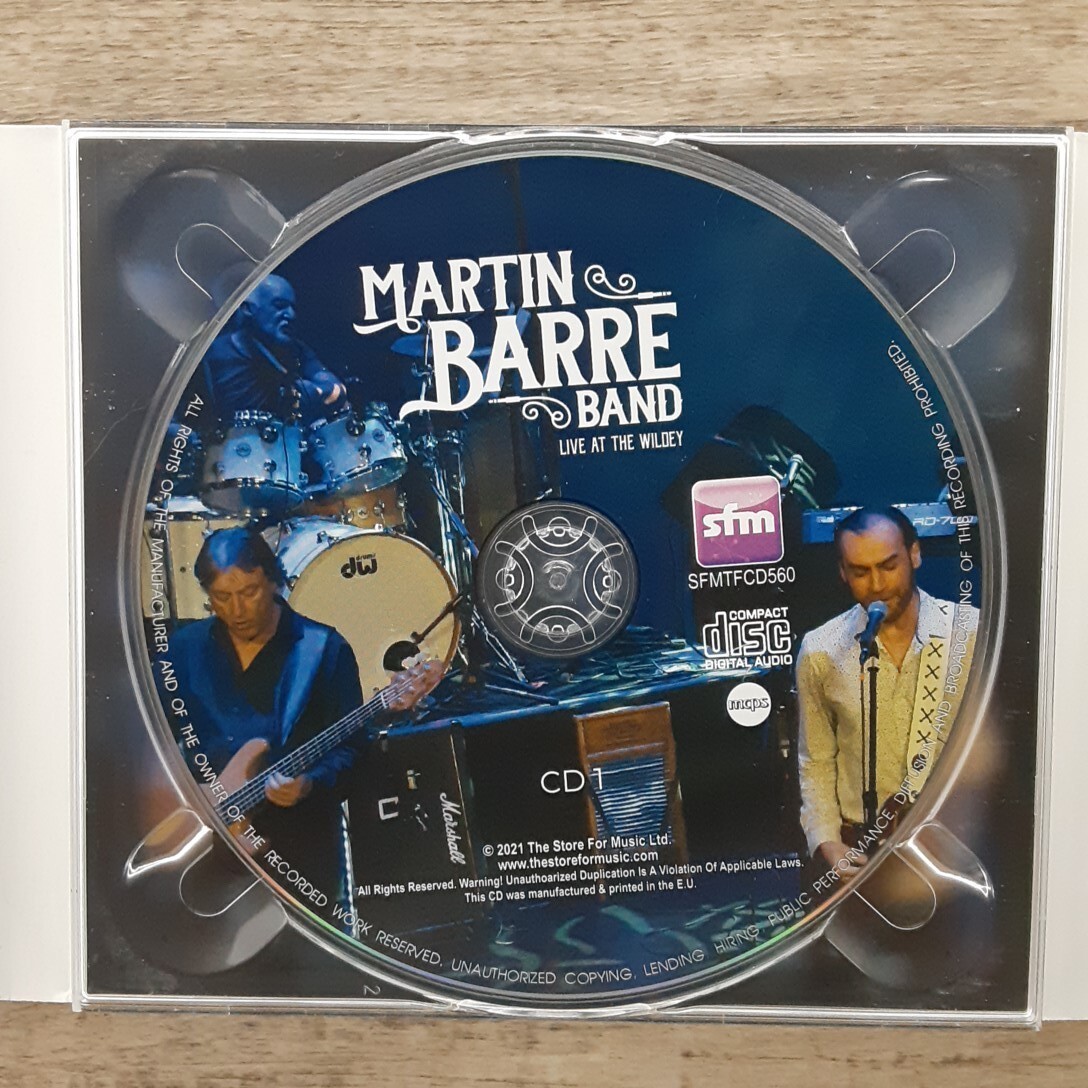 MARTIN
BARRE
BAND
LIVE AT THE WILDEY
sfm
SFMTFCD560
COMPACT
disc
DIGITAL AUDIO
mcps
RD-700
drums
dw
CD 1
Marshall
© 2021 The Store For Music Ltd.
www.thestoreformusic.com
All Rights Reserved. Warning! Unauthoarized Duplication Is A Violation Of Applicable Laws.
This CD was manufactured & printed in the E.U.
ALL RIGHTS OF THE MANUFACTURER AND OF THE OWNER OF THE RECORDED WORK RESERVED. UNAUTHORIZED COPYING, LENDING HIRING PUBLIC PERFORMANCE, DIFFUSION AND BROADCASTING OF THIS RECORDING PROHIBITED.
2